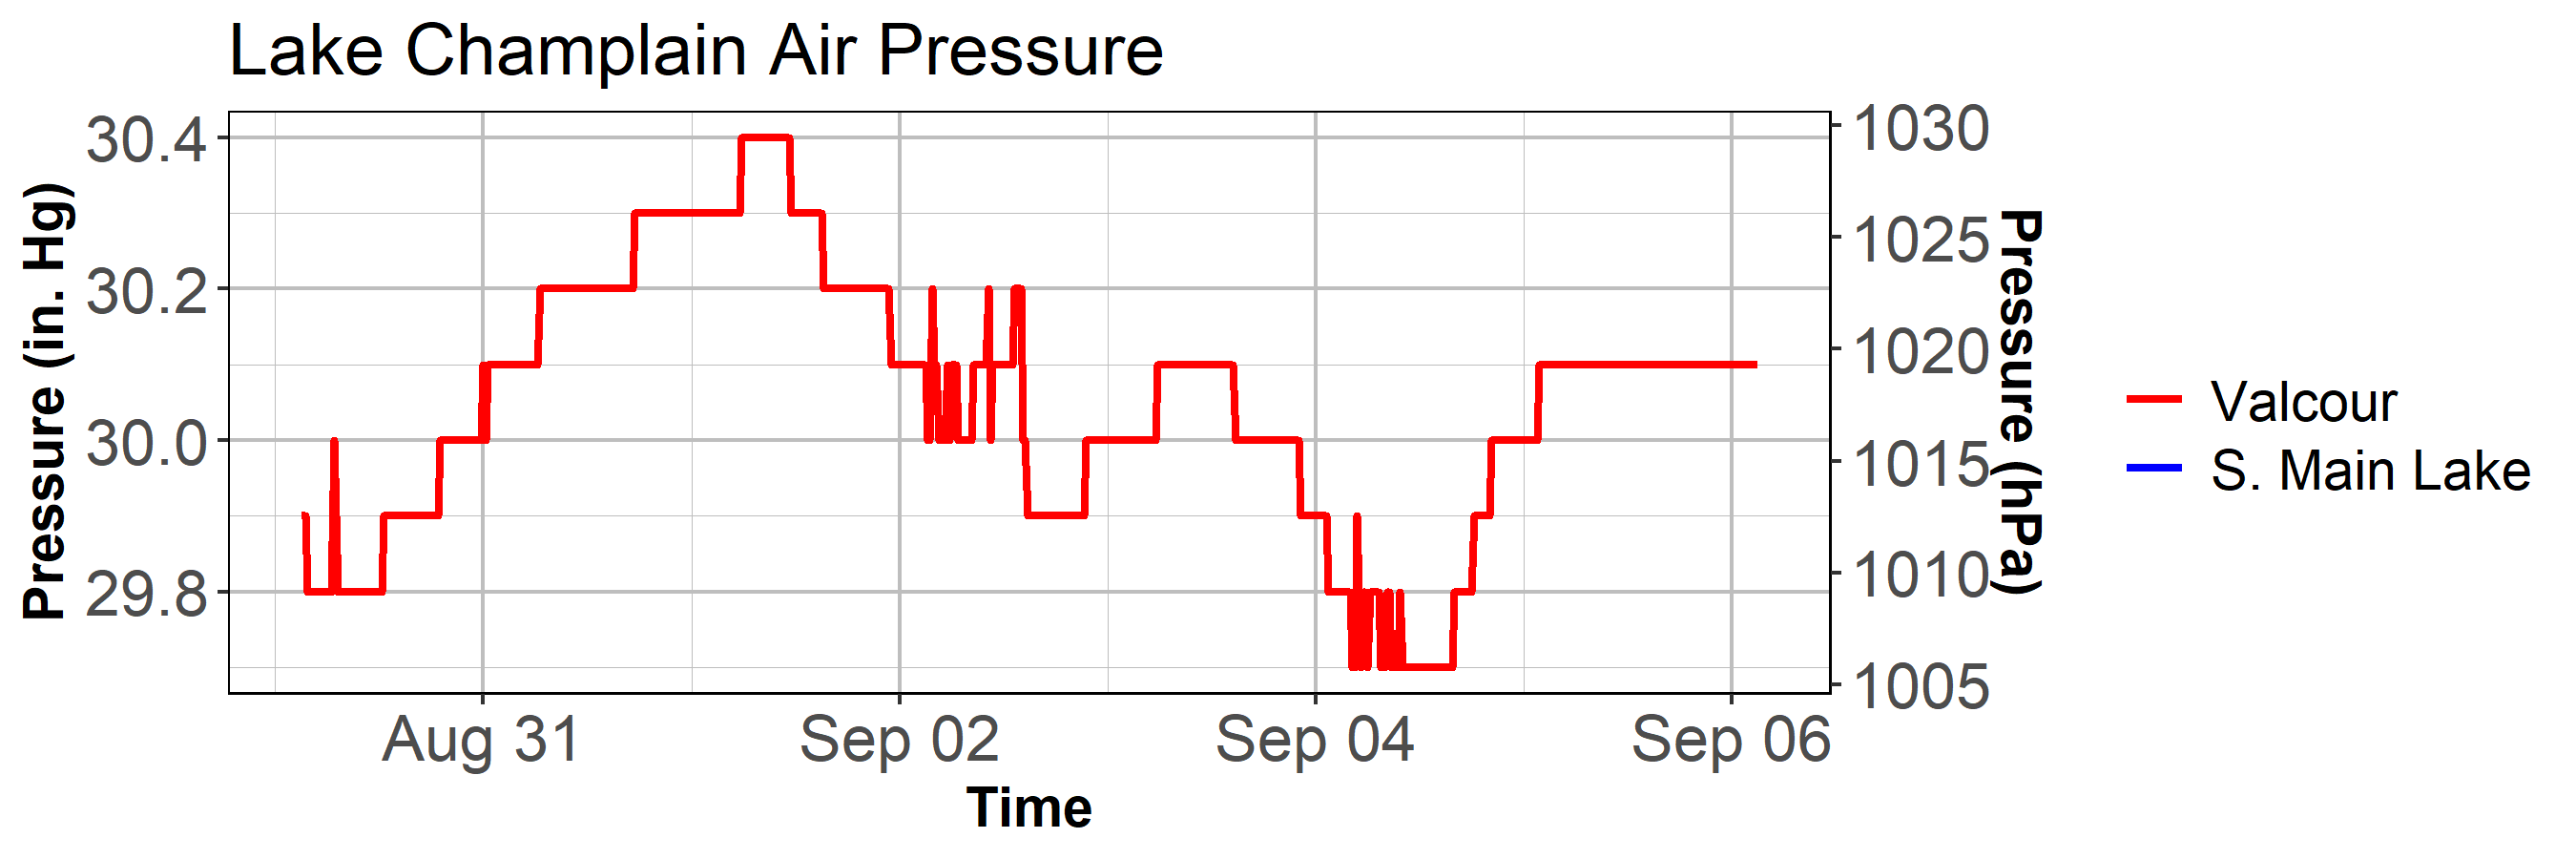 Lake Champlain Air Pressure
Pressure (in. Hg)
30.4
30.2
30.0
29.8
1030
1025
1020
1015
1010
1005
Pressure (hPa)
Aug 31
Sep 02
Sep 04
Sep 06
Time
Valcour
S. Main Lake